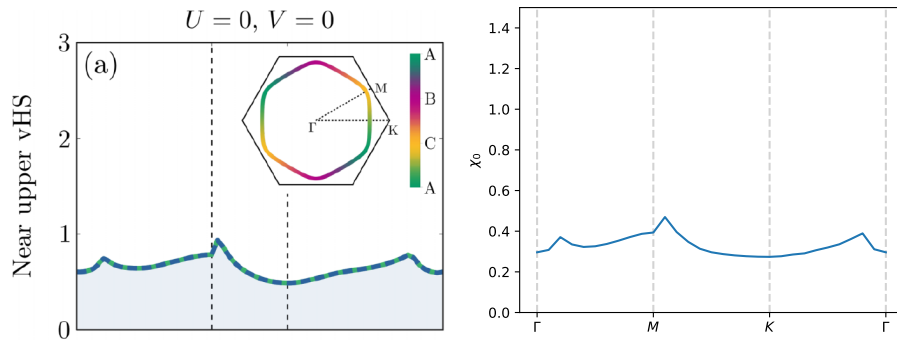 U = 0, V = 0
Near upper vHS
3
2
1
0
(a)
Γ
M
K
A
B
C
A
χ₀
1.4
1.2
1.0
0.8
0.6
0.4
0.2
0.0
Γ
M
K
Γ